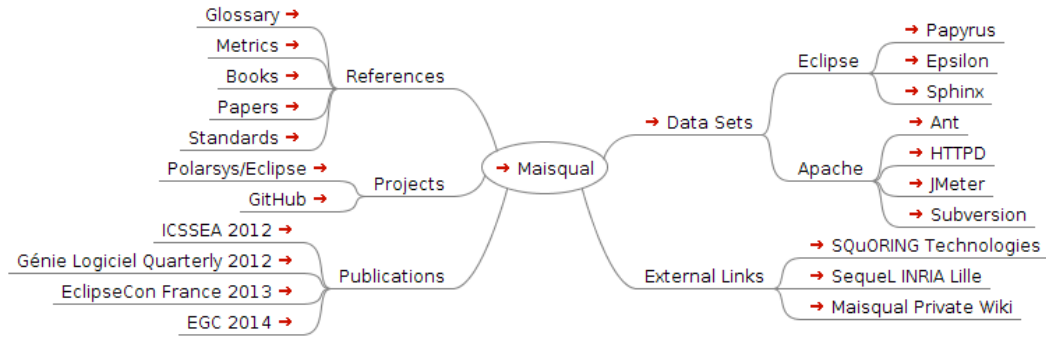 Glossary ➜
Metrics ➜
Books ➜
Papers ➜
Standards ➜
References
Polarsys/Eclipse ➜
GitHub ➜
Projects
ICSSEA 2012 ➜
Génie Logiciel Quarterly 2012 ➜
EclipseCon France 2013 ➜
EGC 2014 ➜
Publications
➜ Maisqual
➜ Data Sets
Eclipse
➜ Papyrus
➜ Epsilon
➜ Sphinx
Apache
➜ Ant
➜ HTTPD
➜ JMeter
➜ Subversion
External Links
➜ SQuORING Technologies
➜ SequeL INRIA Lille
➜ Maisqual Private Wiki